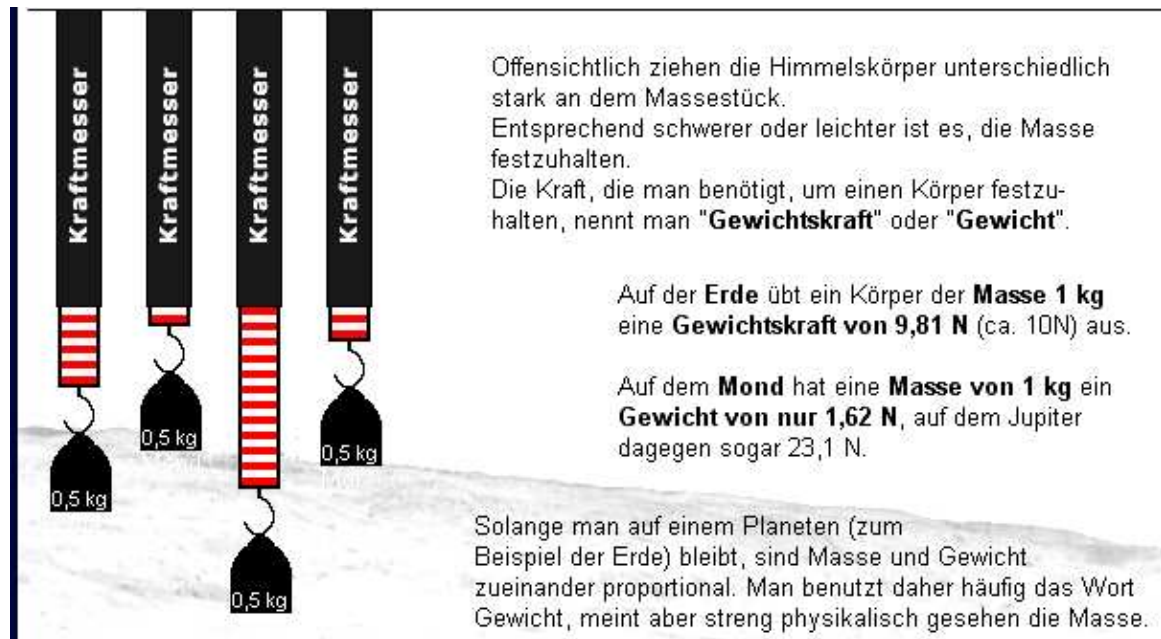 Kraftmesser
Kraftmesser
Kraftmesser
Kraftmesser
0,5 kg
0,5 kg
0,5 kg
0,5 kg
Offensichtlich ziehen die Himmelskörper unterschiedlich
stark an dem Massestück.
Entsprechend schwerer oder leichter ist es, die Masse
festzuhalten.
Die Kraft, die man benötigt, um einen Körper festzu-
halten, nennt man "Gewichtskraft" oder "Gewicht".
Auf der Erde übt ein Körper der Masse 1 kg
eine Gewichtskraft von 9,81 N (ca. 10N) aus.
Auf dem Mond hat eine Masse von 1 kg ein
Gewicht von nur 1,62 N, auf dem Jupiter
dagegen sogar 23,1 N.
Solange man auf einem Planeten (zum
Beispiel der Erde) bleibt, sind Masse und Gewicht
zueinander proportional. Man benutzt daher häufig das Wort
Gewicht, meint aber streng physikalisch gesehen die Masse.